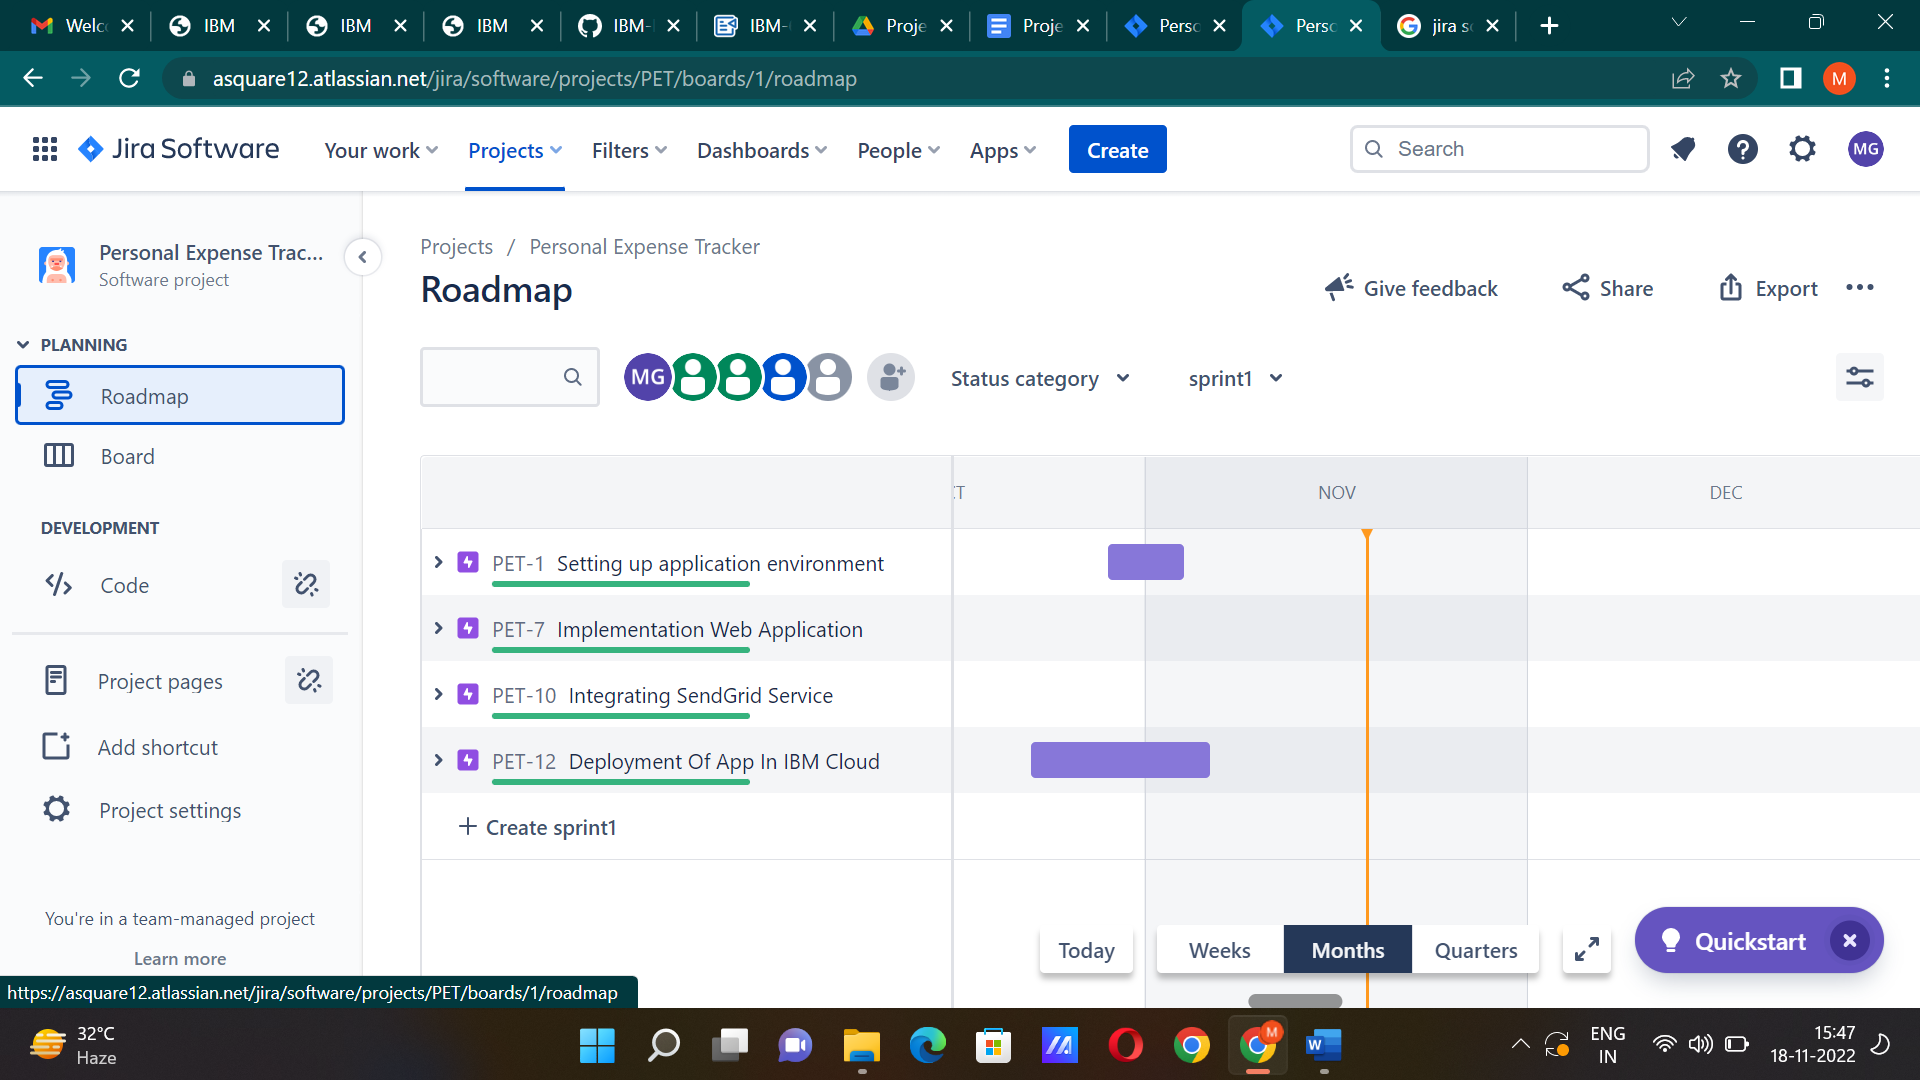 Welc
IBM
IBM
IBM
IBM-
IBM-
Proje
Proje
Perso
Perso
jira s
asquare12.atlassian.net/jira/software/projects/PET/boards/1/roadmap
M
Jira Software
Your work
Projects
Filters
Dashboards
People
Apps
Create
Search
MG
Personal Expense Trac...
Software project
PLANNING
Roadmap
Board
DEVELOPMENT
Code
Project pages
Add shortcut
Project settings
You're in a team-managed project
Learn more
Projects / Personal Expense Tracker
Roadmap
Give feedback
Share
Export
MG
Status category
sprint1
NOV
DEC
PET-1 Setting up application environment
PET-7 Implementation Web Application
PET-10 Integrating SendGrid Service
PET-12 Deployment Of App In IBM Cloud
+ Create sprint1
Today
Weeks
Months
Quarters
Quickstart
https://asquare12.atlassian.net/jira/software/projects/PET/boards/1/roadmap
32°C
Haze
M
W
ENG
IN
15:47
18-11-2022